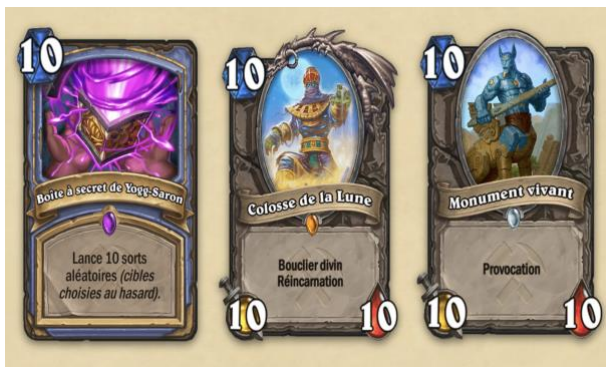 10
Boîte à secret de Yogg-Saron
Lance 10 sorts
aléatoires (cibles
choisies au hasard).
10
Colosse de la Lune
Bouclier divin
Réincarnation
10
10
10
Monument vivant
Provocation
10
10